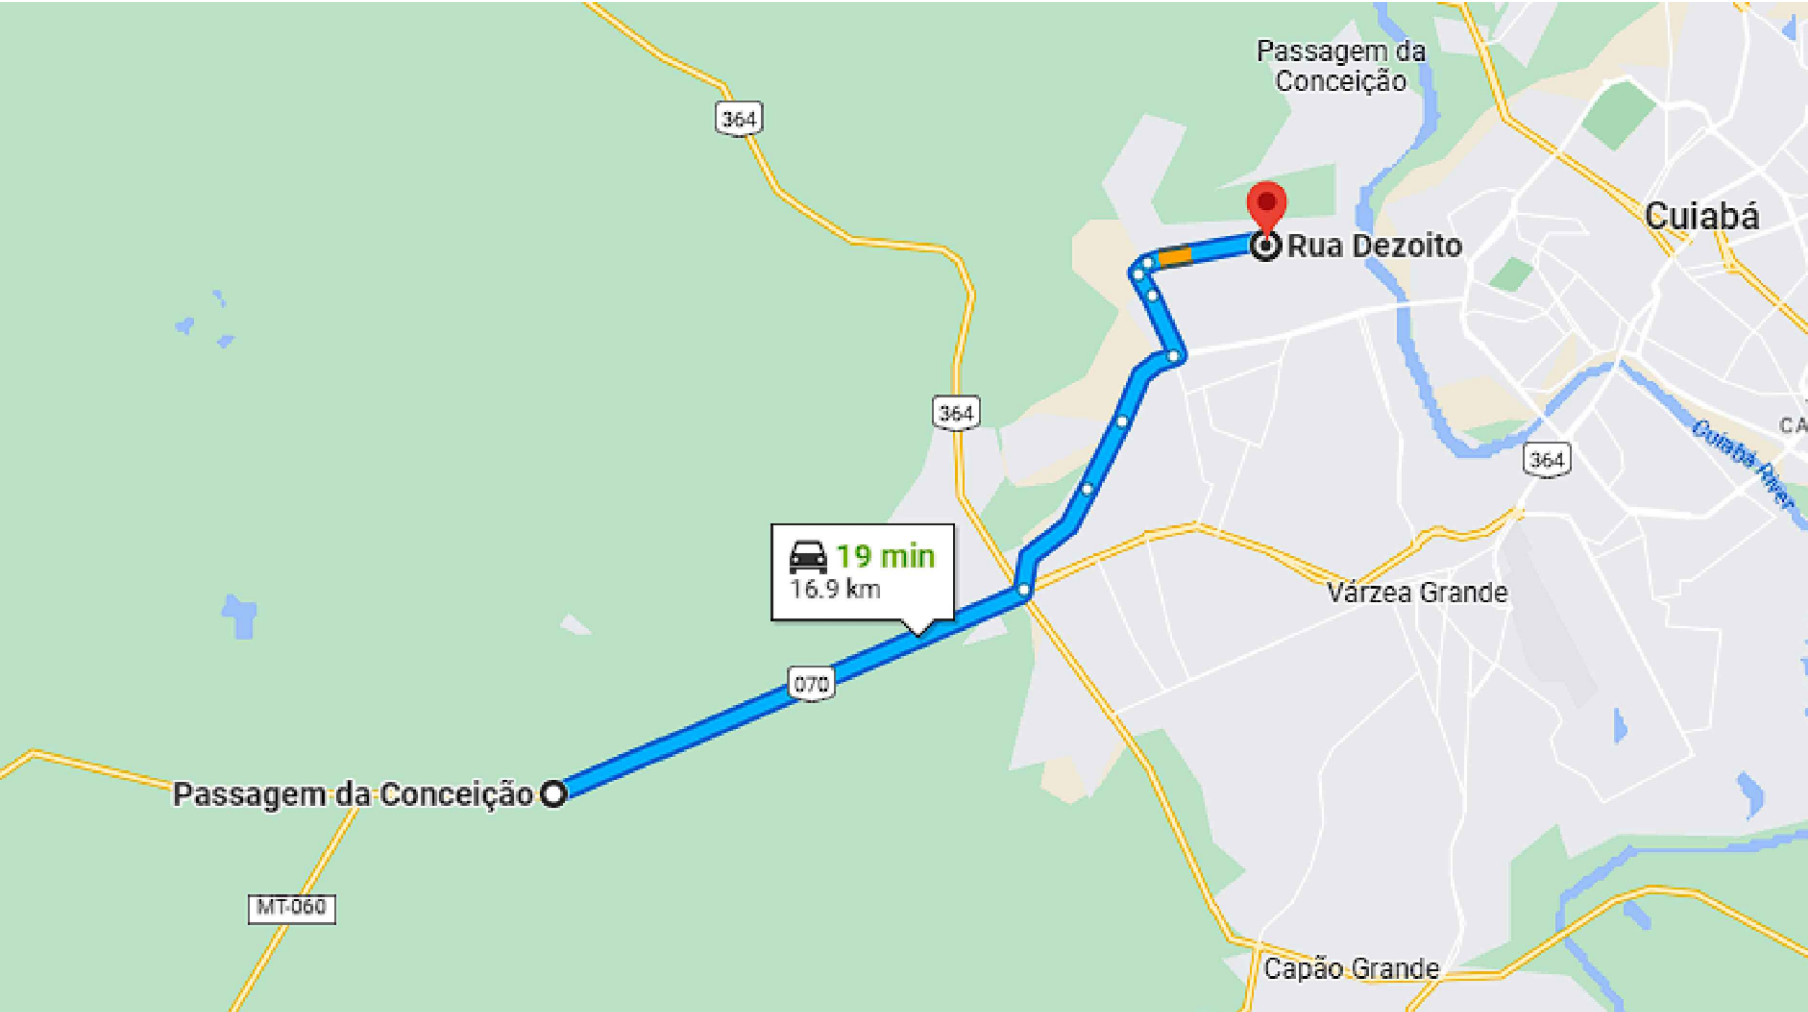 Passagem da
Conceição
364
Cuiabá
Rua Dezoito
364
CA
Cuiabá River
364
19 min
16.9 km
Várzea Grande
070
Passagem da Conceição
MT-060
Capão Grande